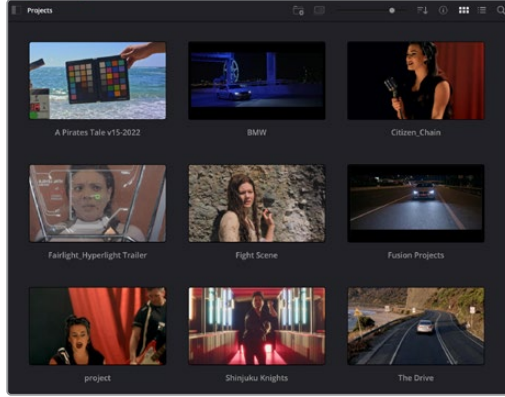 Projects
A Pirates Tale v15-2022
BMW
Citizen_Chain
Fairlight_Hyperlight Trailer
Fight Scene
Fusion Projects
project
Shinjuku Knights
The Drive